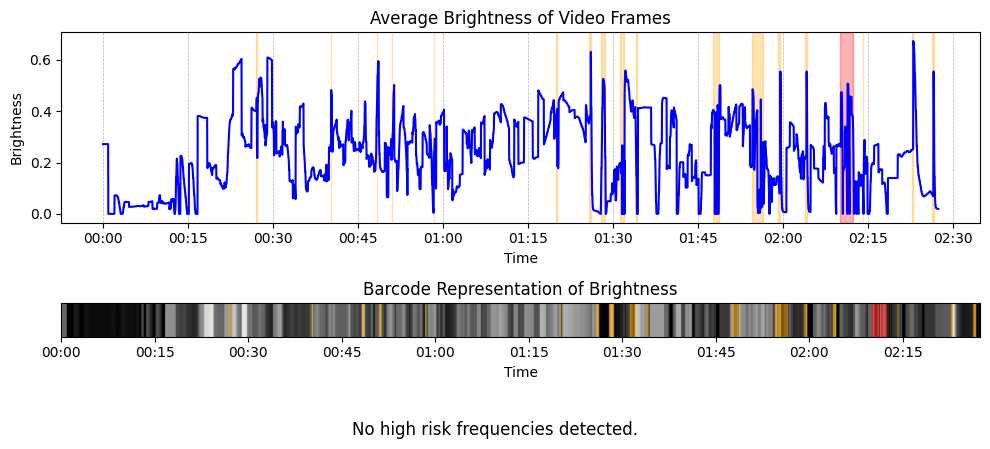 Average Brightness of Video Frames
Brightness
0.6
0.4
0.2
0.0
00:00 00:15 00:30 00:45 01:00 01:15 01:30 01:45 02:00 02:15 02:30
Time
Barcode Representation of Brightness
00:00 00:15 00:30 00:45 01:00 01:15 01:30 01:45 02:00 02:15
Time
No high risk frequencies detected.